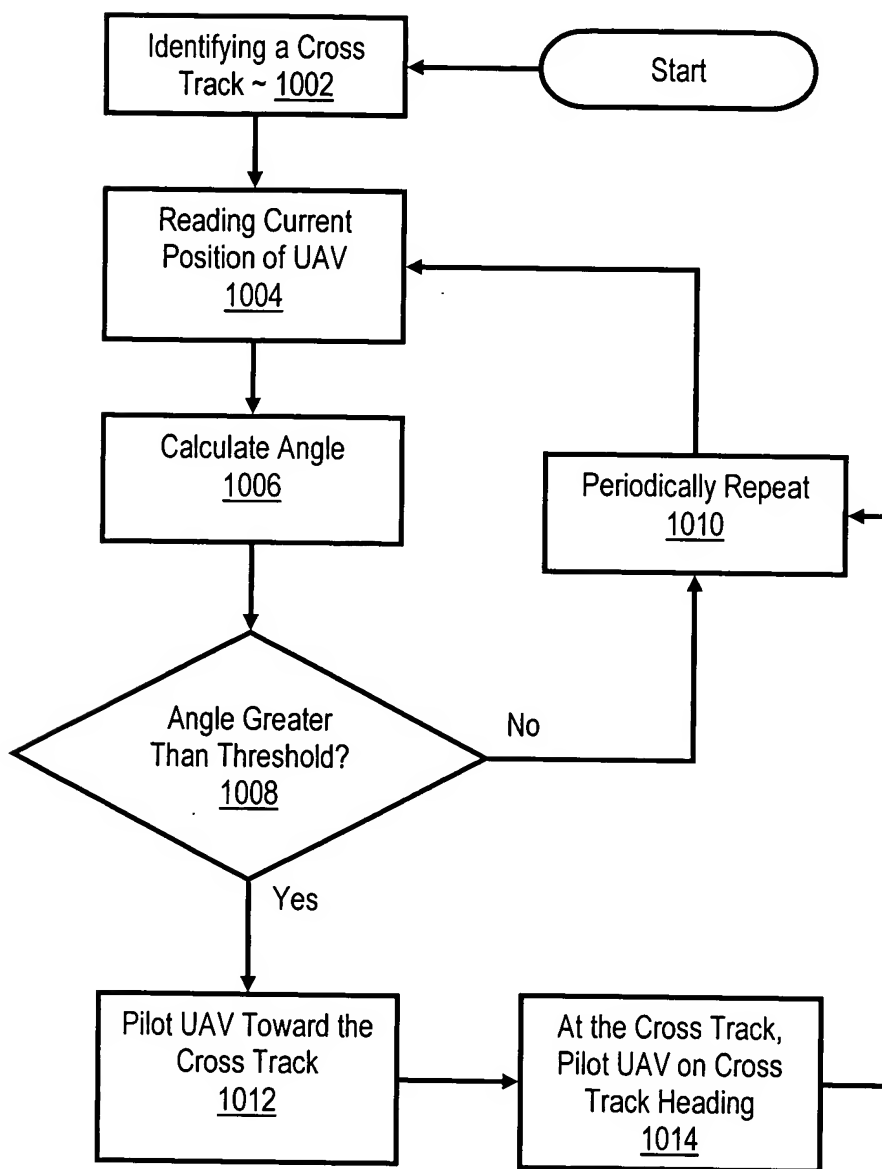 Start
Identifying a Cross
Track ~ 1002
Reading Current
Position of UAV
1004
Calculate Angle
1006
Periodically Repeat
1010
Angle Greater
Than Threshold?
1008
No
Yes
Pilot UAV Toward the
Cross Track
1012
At the Cross Track,
Pilot UAV on Cross
Track Heading
1014